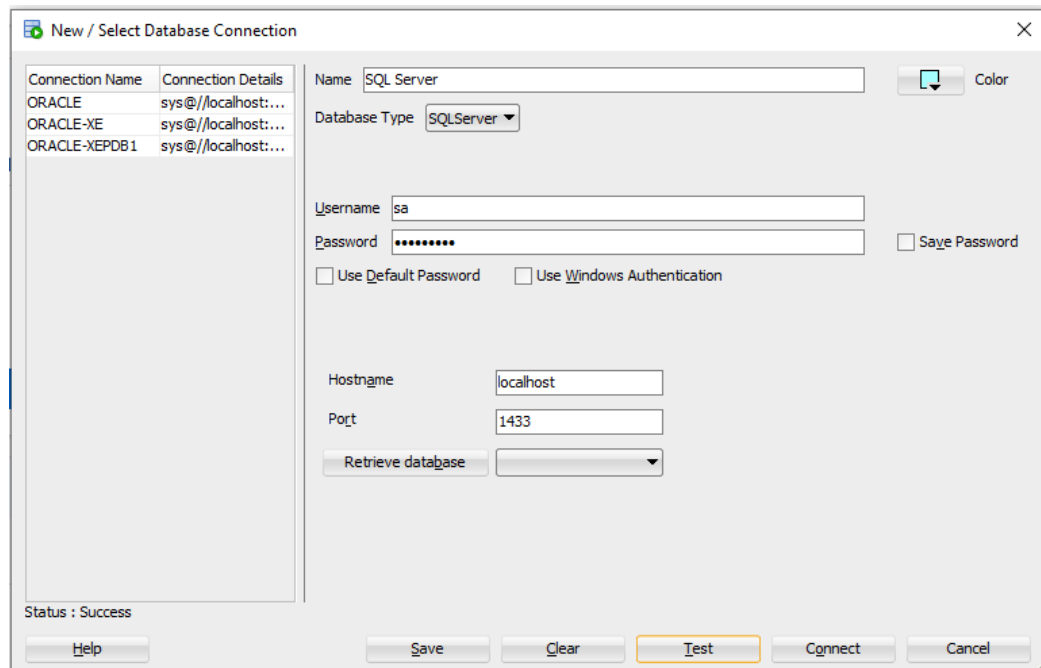 New / Select Database Connection
Connection Name Connection Details
ORACLE sys@//localhost:...
ORACLE-XE sys@//localhost:...
ORACLE-XEPDB1 sys@//localhost:...
Name SQL Server Color
Database Type SQLServer
Username sa
Password ••••••••• Save Password
Use Default Password Use Windows Authentication
Hostname localhost
Port 1433
Retrieve database
Status : Success
Help Save Clear Test Connect Cancel